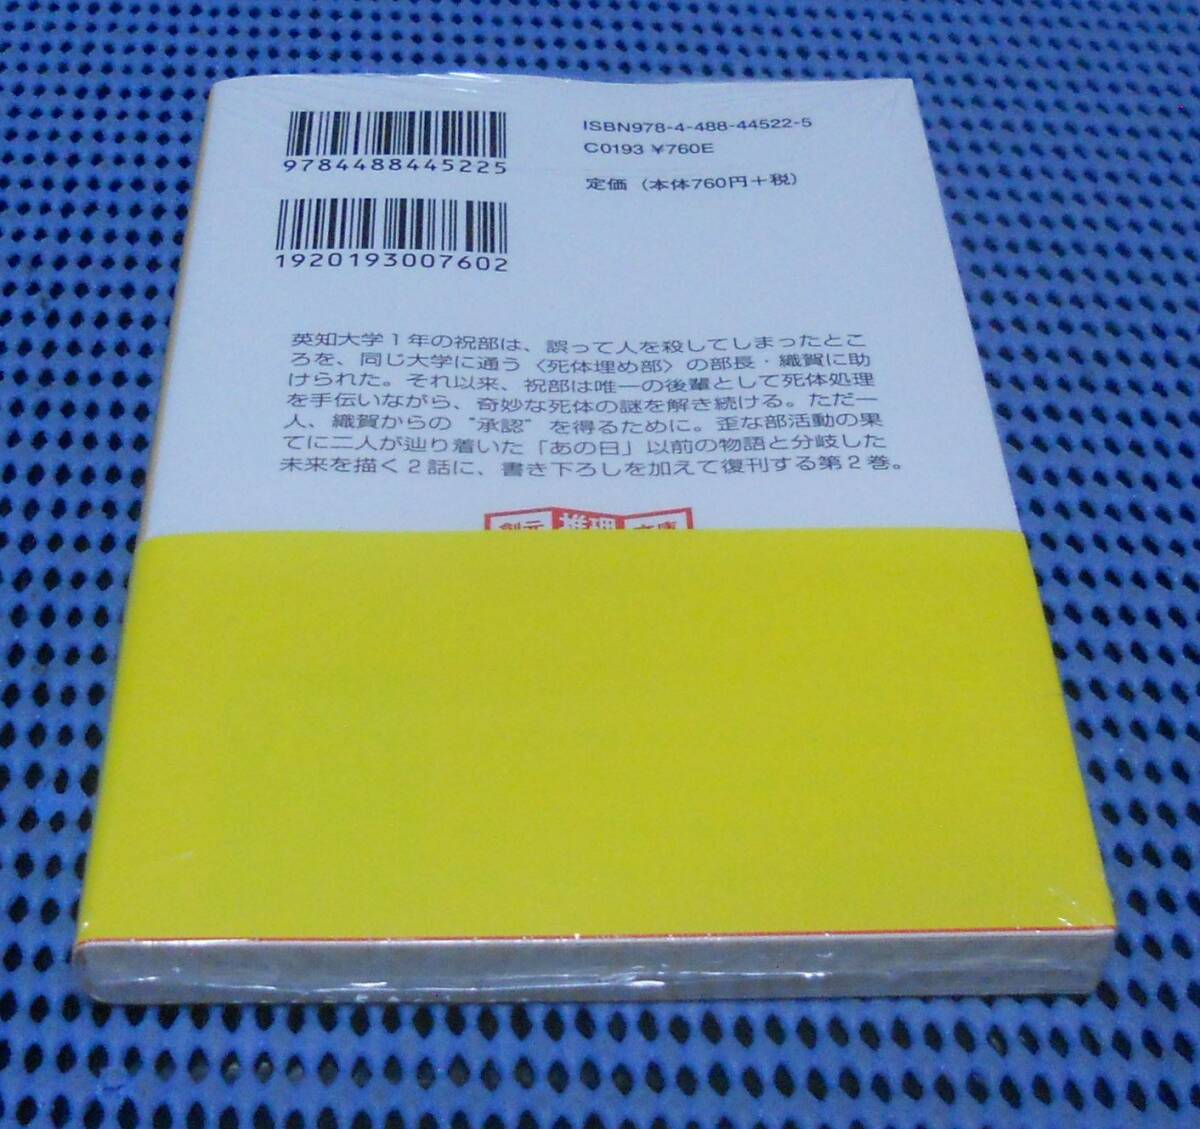 9784488445225
ISBN978-4-488-44522-5
C0193 ¥760E
定価（本体760円＋税）
1920193007602
英知大学１年の祝部は、誤って人を殺してしまったとこ
ろを、同じ大学に通う〈死体埋め部〉の部長・織賀に助
けられた。それ以来、祝部は唯一の後輩として死体処理
を手伝いながら、奇妙な死体の謎を解き続ける。ただ一
人、織賀からの“承認”を得るために。歪な部活動の果
てに二人が辿り着いた「あの日」以前の物語と分岐した
未来を描く２話に、書き下ろしを加えて復刊する第２巻。
創元推理文庫